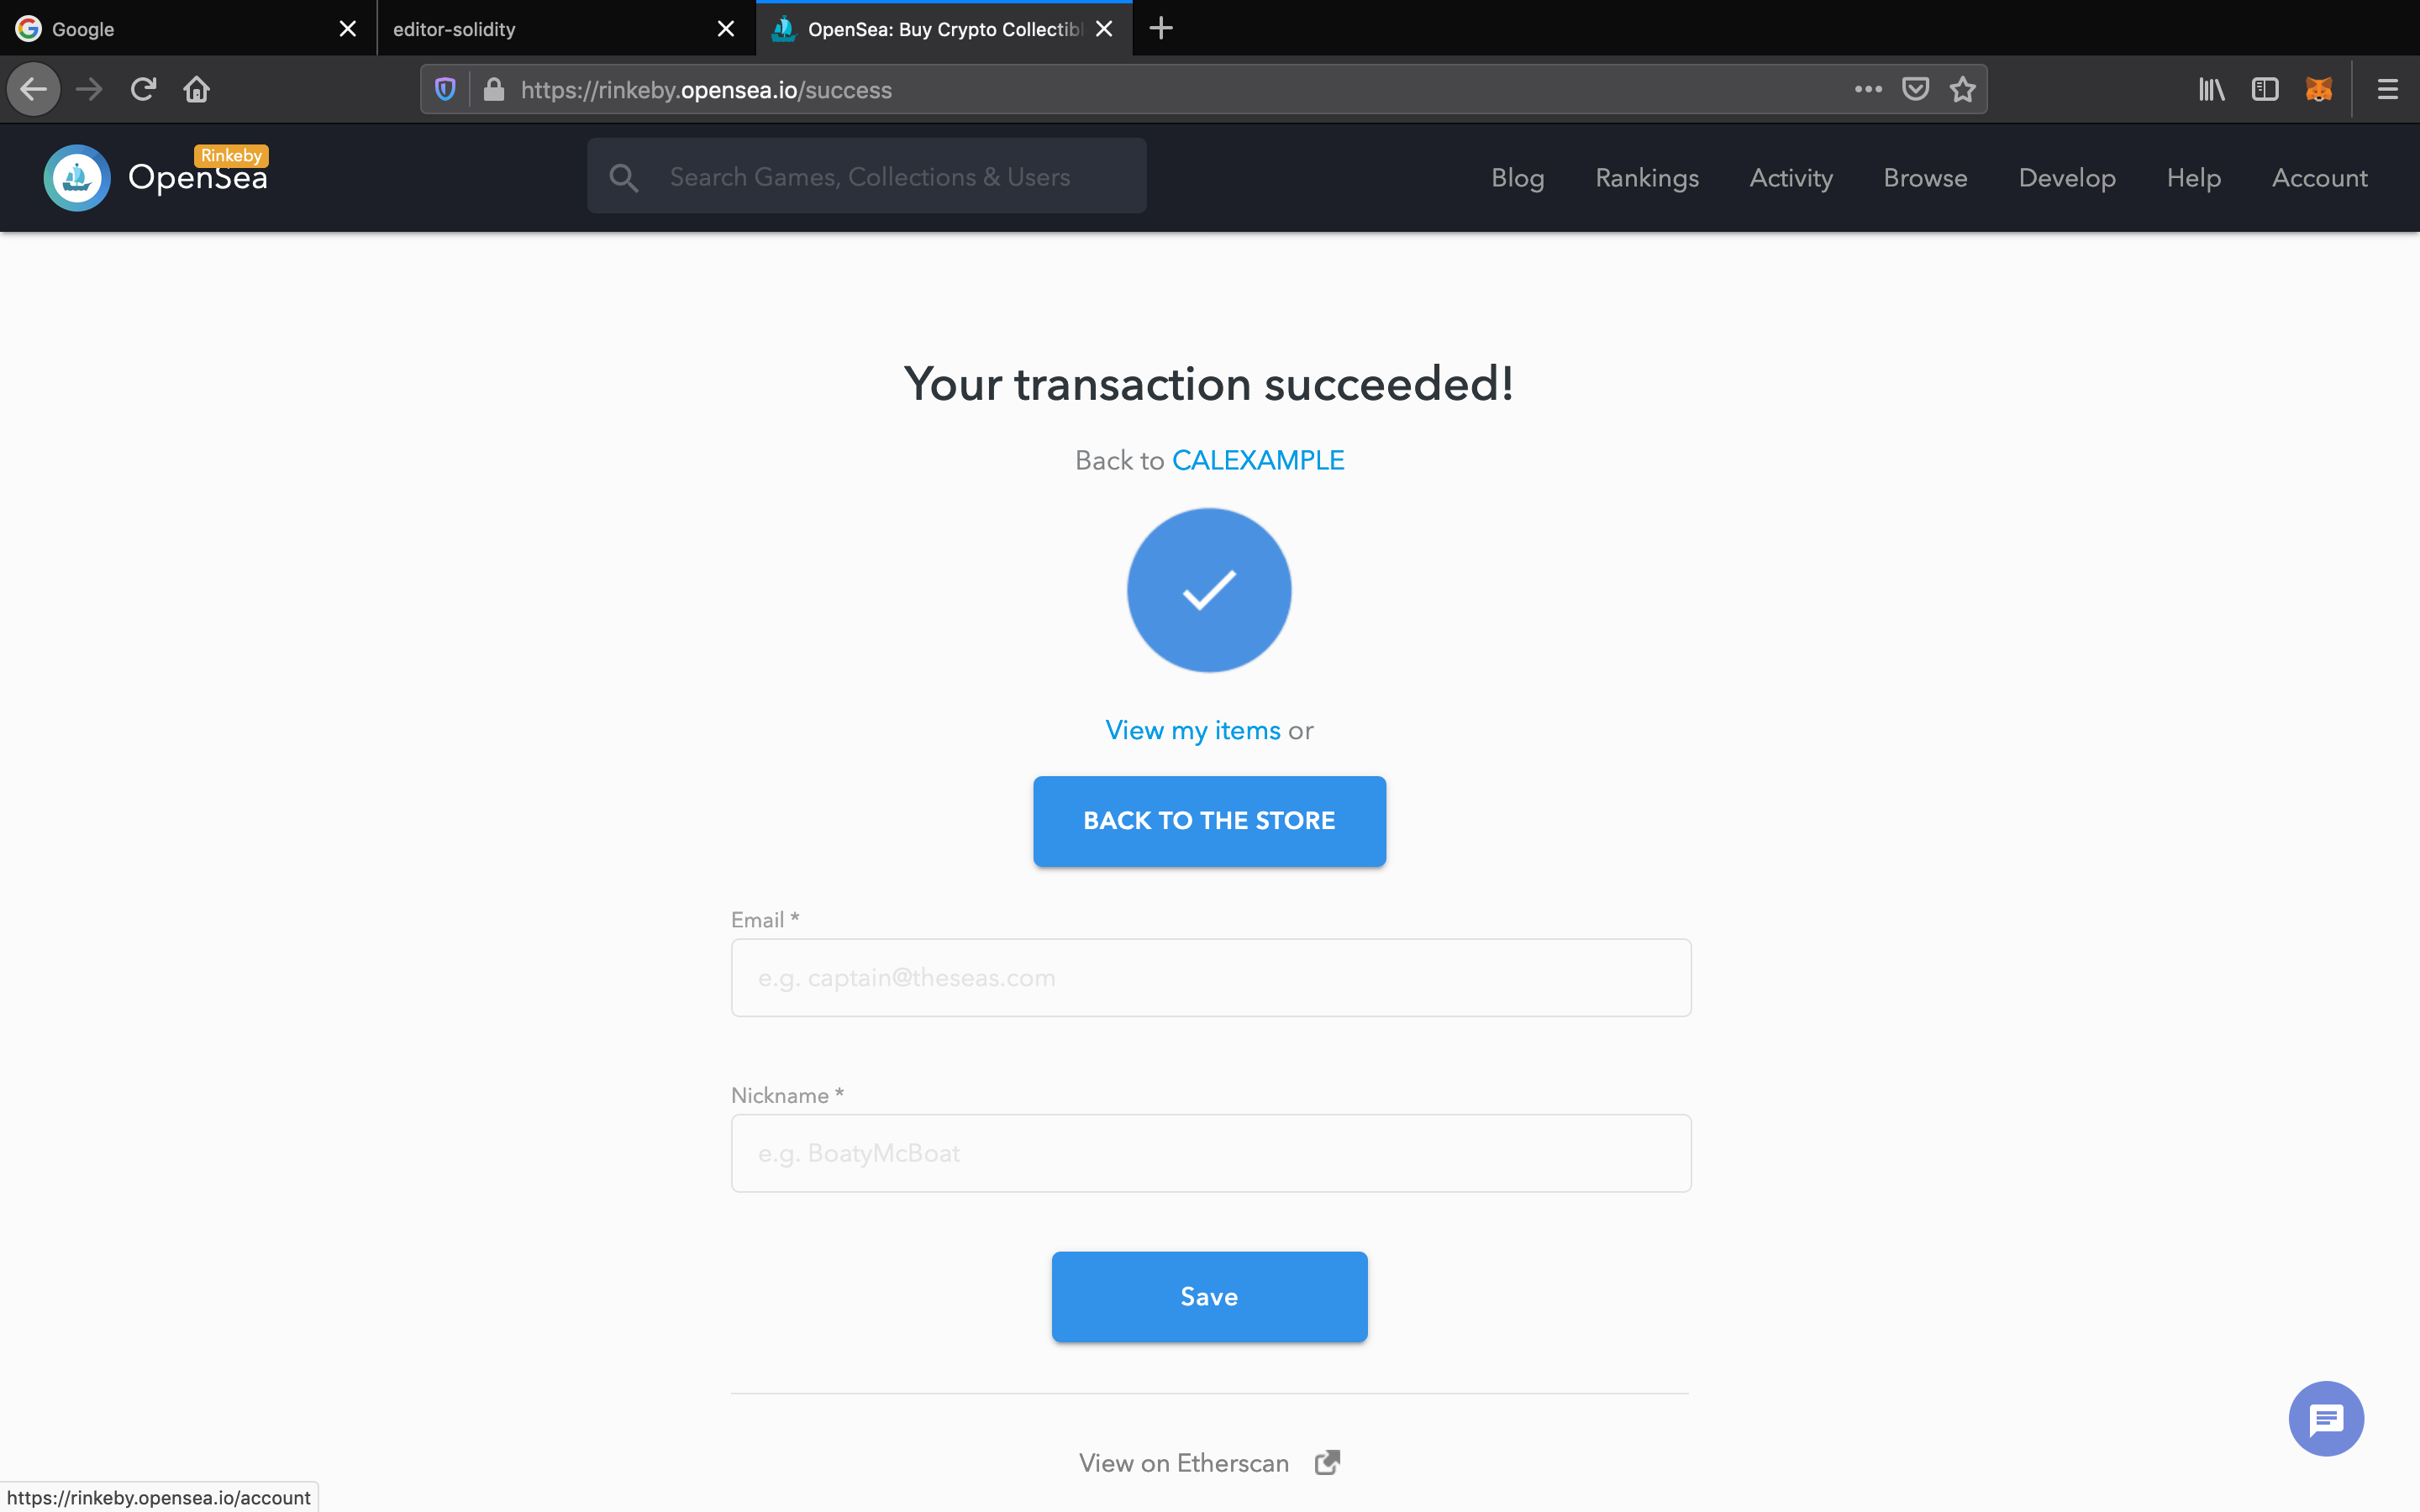 Google
editor-solidity
OpenSea: Buy Crypto Collectibl
https://rinkeby.opensea.io/success
Rinkeby
OpenSea
Search Games, Collections & Users
Blog
Rankings
Activity
Browse
Develop
Help
Account
Your transaction succeeded!
Back to CALEXAMPLE
View my items or
BACK TO THE STORE
Email *
e.g. captain@theseas.com
Nickname *
e.g. BoatyMcBoat
Save
View on Etherscan
https://rinkeby.opensea.io/account